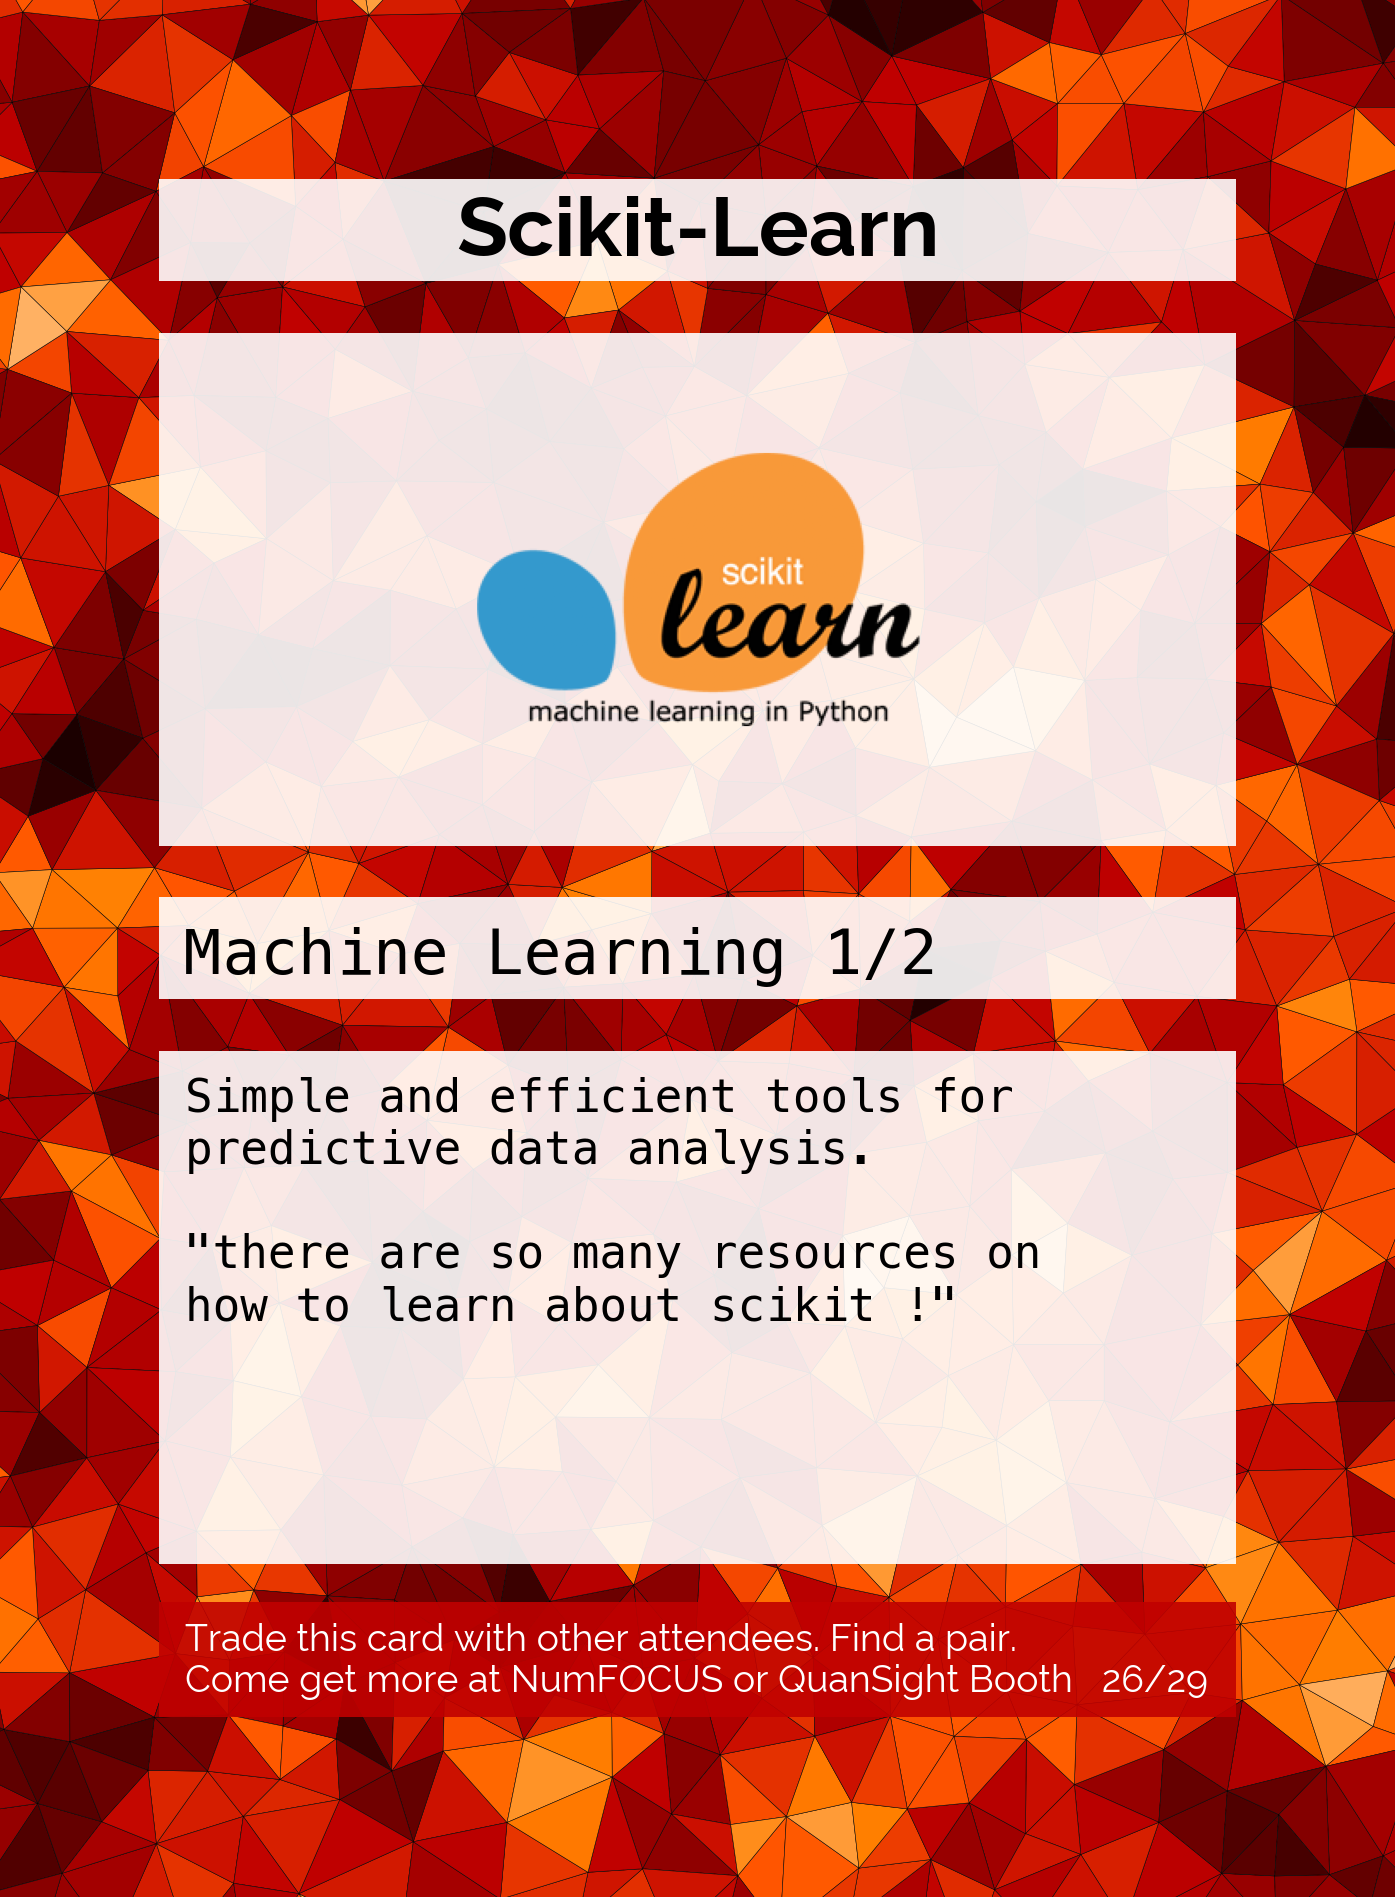 Scikit-Learn
scikit
learn
machine learning in Python
Machine Learning 1/2
Simple and efficient tools for
predictive data analysis.
"there are so many resources on
how to learn about scikit !"
Trade this card with other attendees. Find a pair.
Come get more at NumFOCUS or QuanSight Booth 26/29